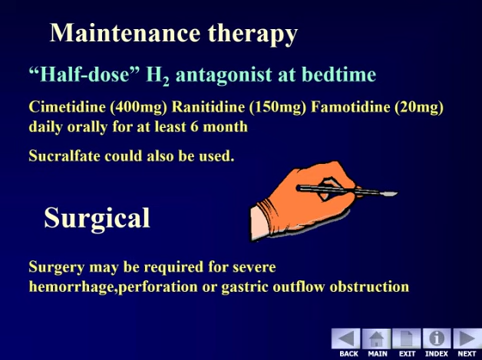 Maintenance therapy
“Half-dose” H₂ antagonist at bedtime
Cimetidine (400mg) Ranitidine (150mg) Famotidine (20mg)
daily orally for at least 6 month
Sucralfate could also be used.
Surgical
Surgery may be required for severe
hemorrhage,perforation or gastric outflow obstruction
BACK MAIN EXIT INDEX NEXT